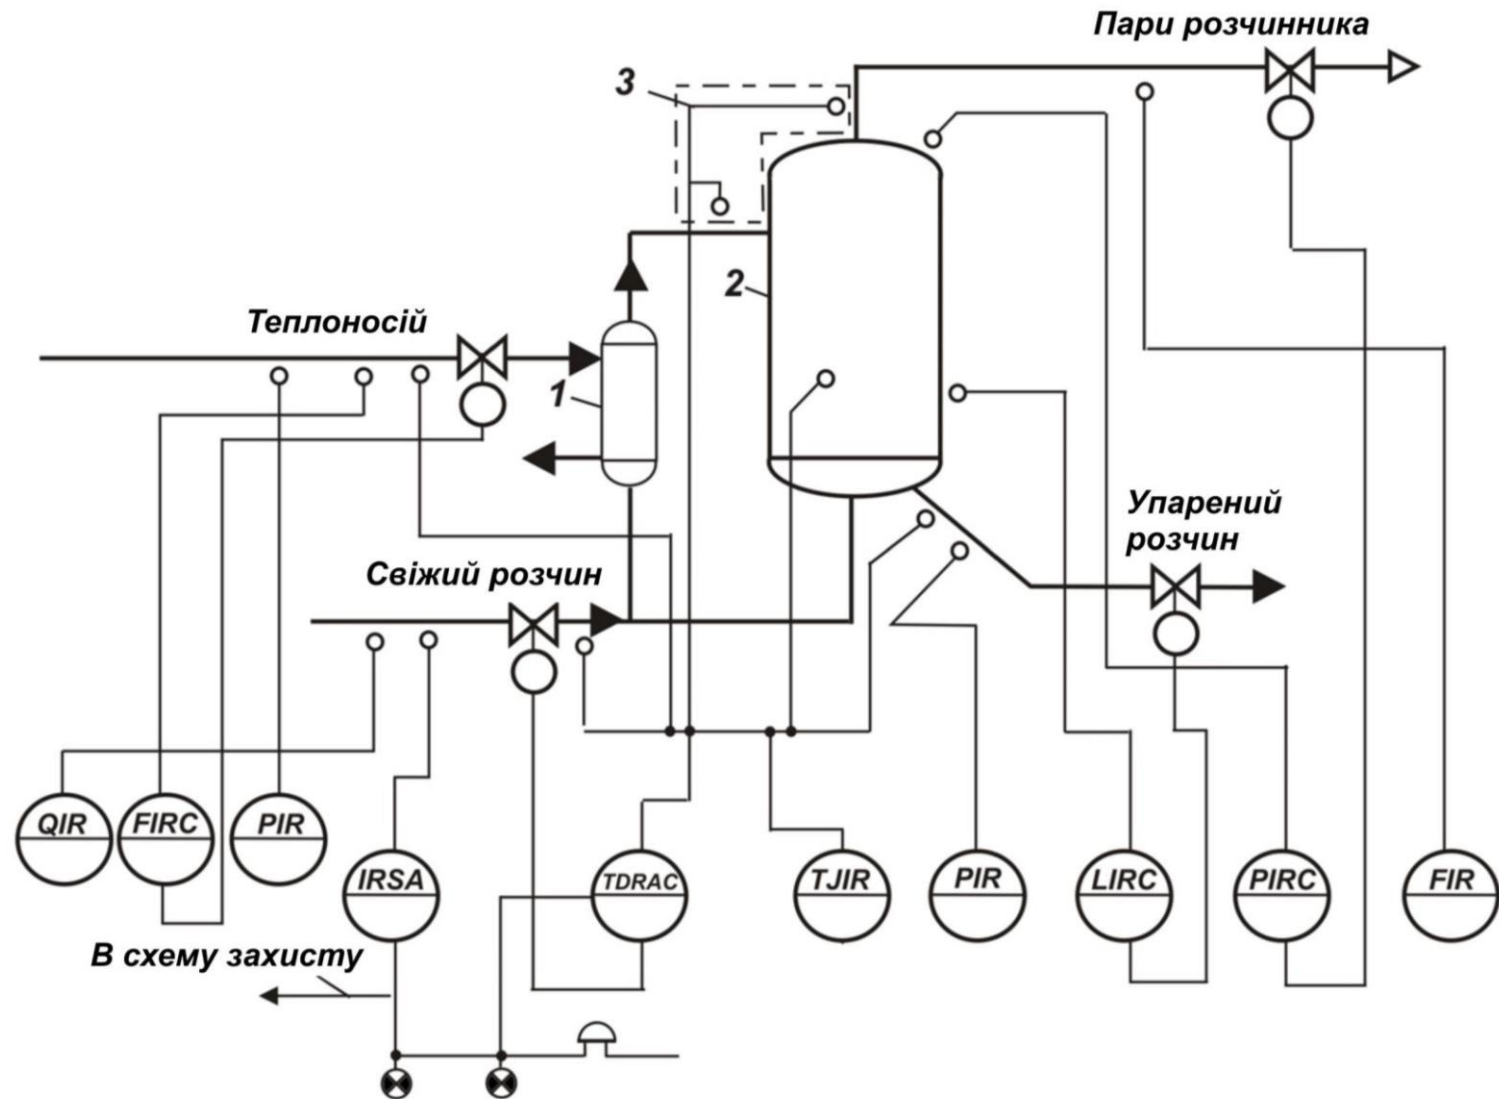 Пари розчинника
3
2
Теплоносій
1
Упарений
розчин
Свіжий розчин
QIR
FIRC
PIR
IRSA
TDRAC
TJIR
PIR
LIRC
PIRC
FIR
В схему захисту